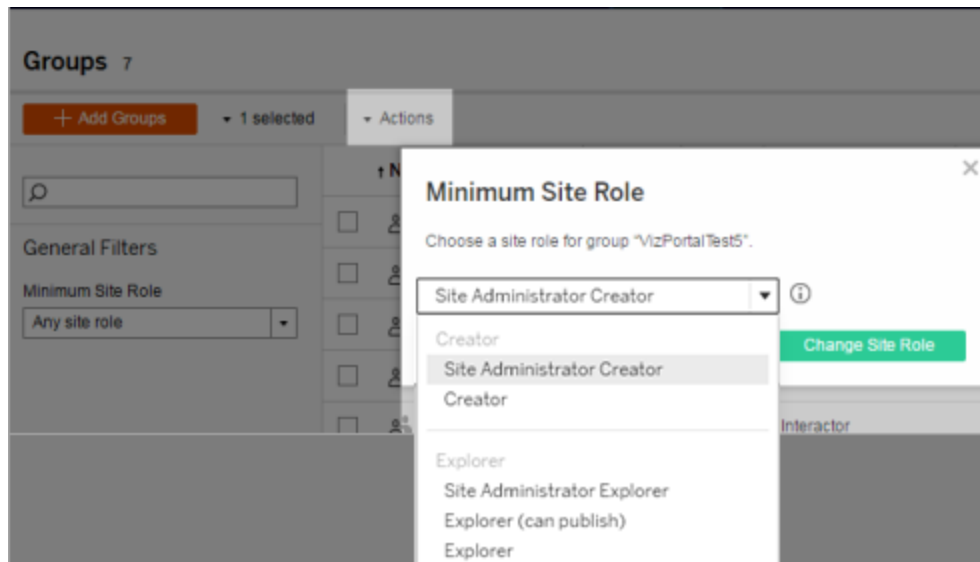 Groups 7
+ Add Groups
1 selected
Actions
↑ N
Minimum Site Role
Choose a site role for group "VizPortalTest5".
General Filters
Minimum Site Role
Any site role
Site Administrator Creator
Change Site Role
Creator
Site Administrator Creator
Creator
Interactor
Explorer
Site Administrator Explorer
Explorer (can publish)
Explorer